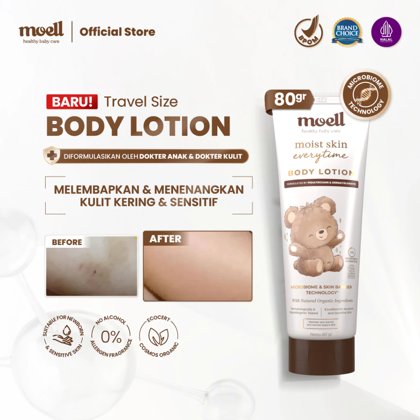 moell
healthy baby care
Official Store
BPOM
BRAND
CHOICE
HALAL
BARU! Travel Size
BODY LOTION
DIFORMULASIKAN OLEH DOKTER ANAK & DOKTER KULIT
MELEMBAPKAN & MENENANGKAN
KULIT KERING & SENSITIF
BEFORE
AFTER
SUITABLE FOR NEWBORN
& SENSITIVE SKIN
NO ALCOHOL
0%
ALLERGEN FRAGRANCE
ECOCERT
COSMOS ORGANIC
80gr
MICROBIOME
TECHNOLOGY
moell
healthy baby care
moist skin
everytime
BODY LOTION
MICROBIOME & SKIN BARRIER
TECHNOLOGY
With Natural Organic Ingredients